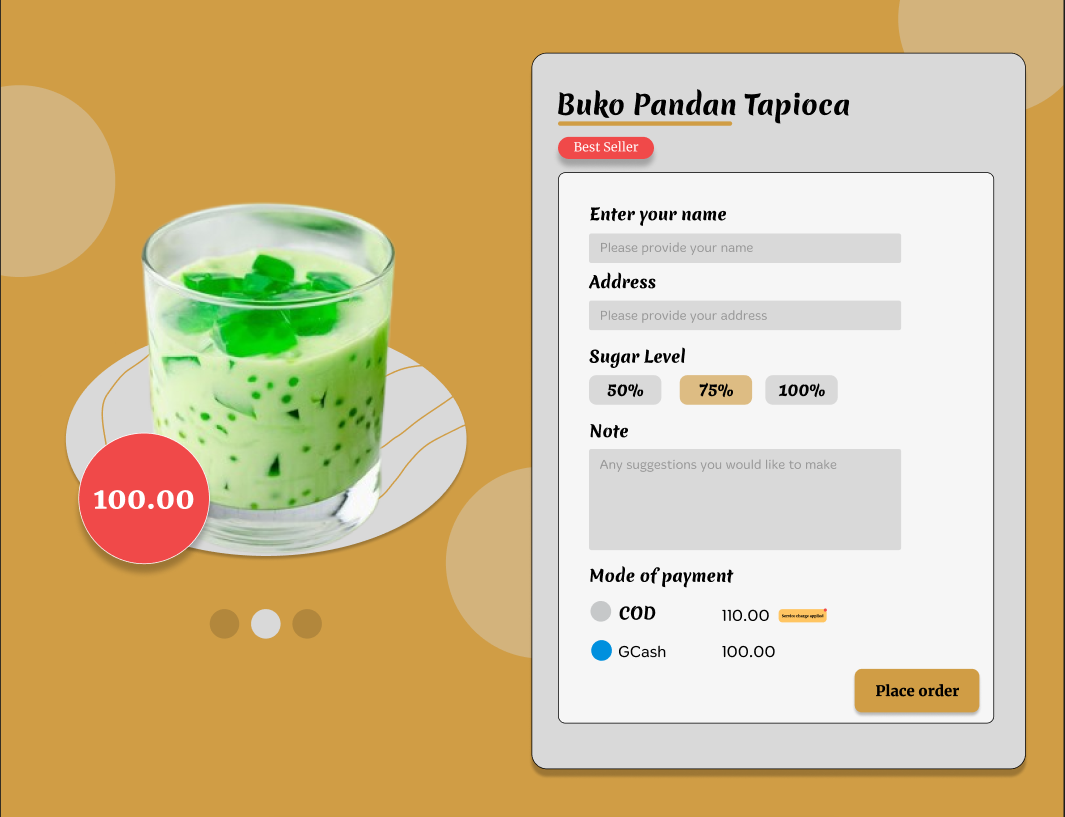 Buko Pandan Tapioca
Best Seller
Enter your name
Please provide your name
Address
Please provide your address
Sugar Level
50% 75% 100%
Note
Any suggestions you would like to make
Mode of payment
COD 110.00 Service charge applied
GCash 100.00
Place order
100.00